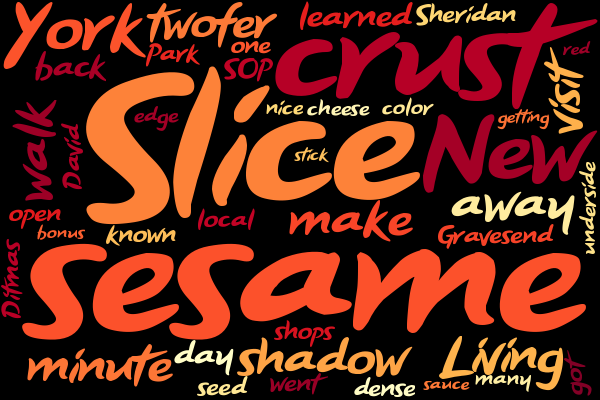 York
twofer
learned
Sheridan
back
Park
one
SOP
crust
red
visit
Slice
edge
nice
cheese
color
getting
walk
David
stick
New
away
underside
open
bonus
known
local
make
Gravesend
Ditmas
sesame
shops
minute
day
shadow
Living
seed
went
dense
sauce
many
got